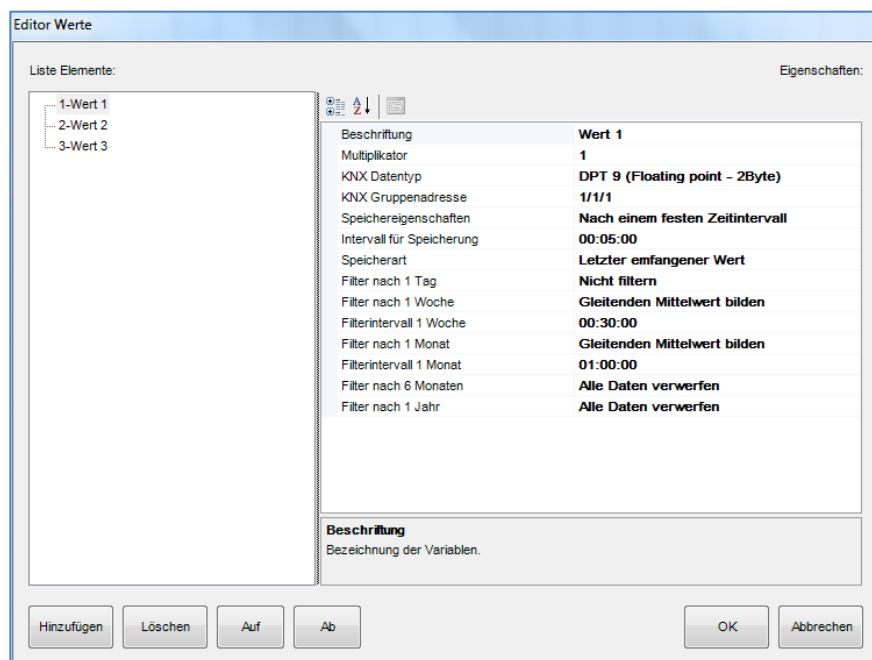 Editor Werte
Liste Elemente:
Eigenschaften:
1-Wert 1
2-Wert 2
3-Wert 3
Beschriftung Wert 1
Multiplikator 1
KNX Datentyp DPT 9 (Floating point - 2Byte)
KNX Gruppenadresse 1/1/1
Speichereigenschaften Nach einem festen Zeitintervall
Intervall für Speicherung 00:05:00
Speicherart Letzter emfangener Wert
Filter nach 1 Tag Nicht filtern
Filter nach 1 Woche Gleitenden Mittelwert bilden
Filterintervall 1 Woche 00:30:00
Filter nach 1 Monat Gleitenden Mittelwert bilden
Filterintervall 1 Monat 01:00:00
Filter nach 6 Monaten Alle Daten verwerfen
Filter nach 1 Jahr Alle Daten verwerfen
Beschriftung
Bezeichnung der Variablen.
Hinzufügen Löschen Auf Ab OK Abbrechen